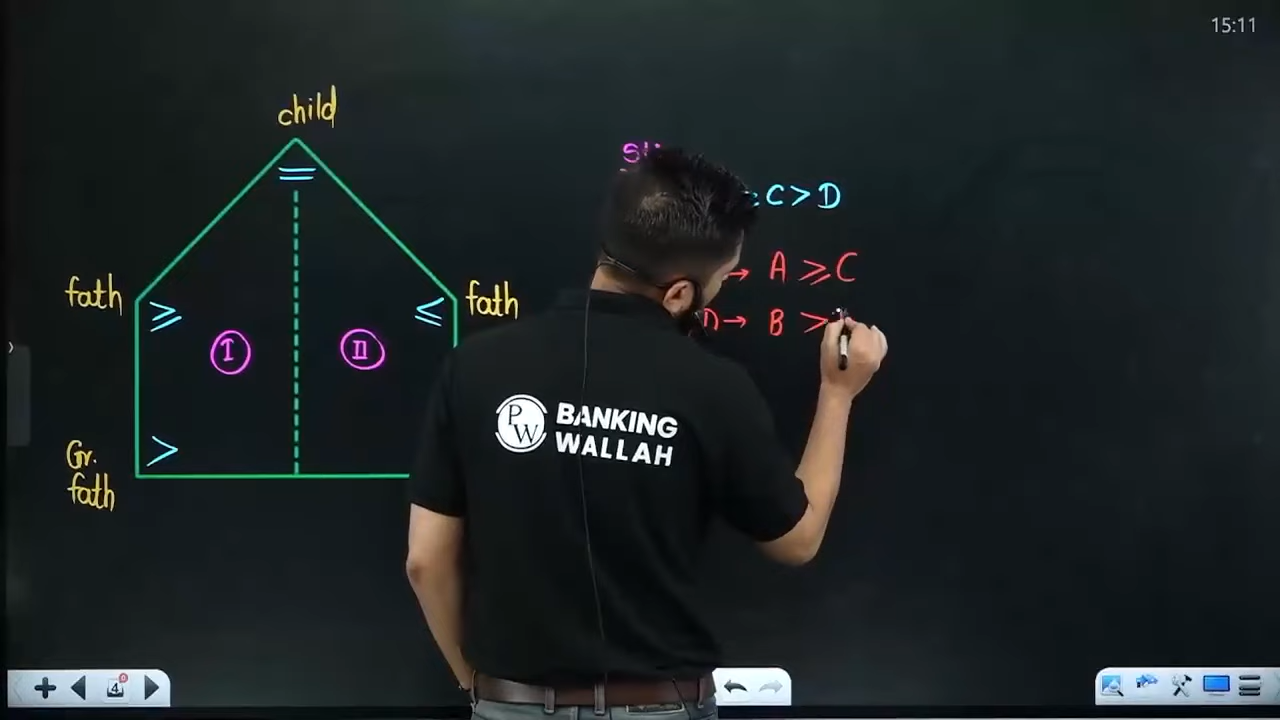 15:11
child
=
C > D
fath ≥ ≤ fath
→ A ≥ C
I II
→ B >
PW BANKING
WALLAH
Gr. >
fath
4